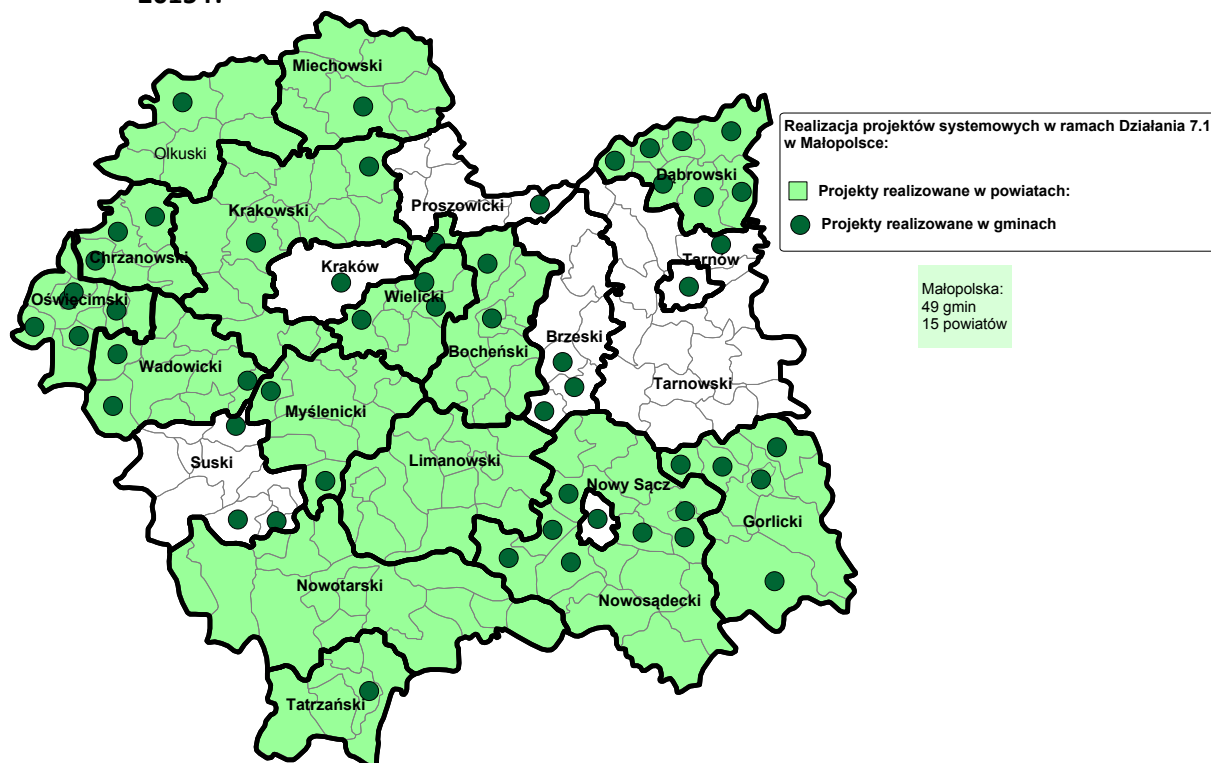 Miechowski
Olkuski
Dąbrowski
Proszowicki
Krakowski
Tarnów
Chrzanowski
Kraków
Oświęcimski
Wielicki
Brzeski
Bocheński
Wadowicki
Tarnowski
Myślenicki
Limanowski
Suski
Nowy Sącz
Gorlicki
Nowotarski
Nowosądecki
Tatrzański
Realizacja projektów systemowych w ramach Działania 7.1
w Małopolsce:
Projekty realizowane w powiatach:
Projekty realizowane w gminach
Małopolska:
49 gmin
15 powiatów